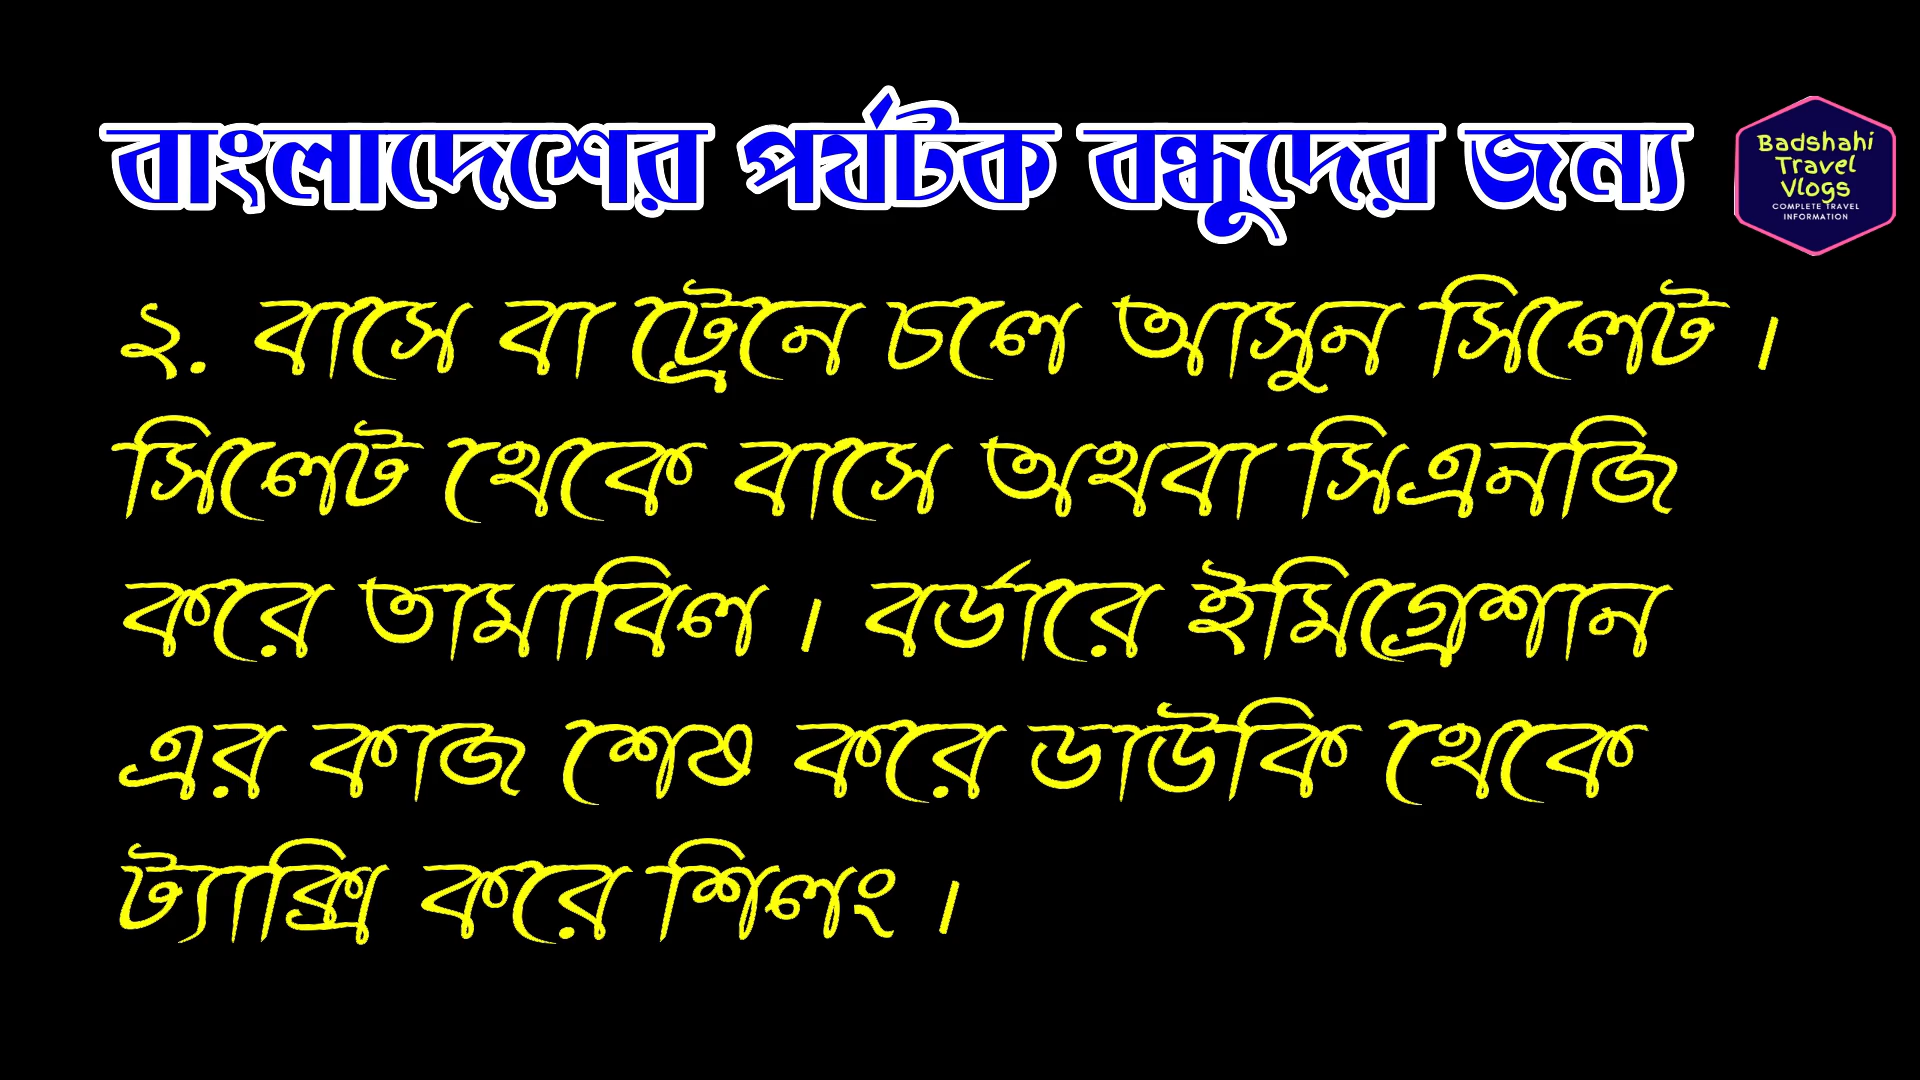 বাংলাদেশের পর্যটক বন্ধুদের জন্য
Badshahi
Travel
Vlogs
COMPLETE TRAVEL
INFORMATION
২. বাসে বা ট্রেনে চলে আসুন সিলেট ।
সিলেট থেকে বাসে অথবা সিএনজি
করে তামাবিল । বর্ডারে ইমিগ্রেশান
এর কাজ শেষ করে ডাউকি থেকে
ট্যাক্সি করে শিলং ।